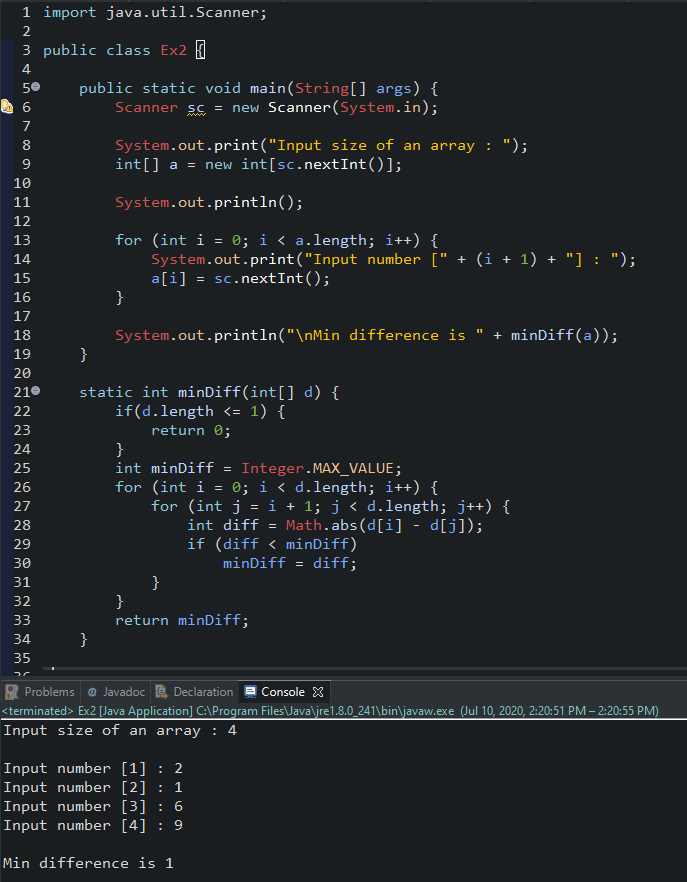 1 import java.util.Scanner;
2
3 public class Ex2 {
4
5 public static void main(String[] args) {
6 Scanner sc = new Scanner(System.in);
7
8 System.out.print("Input size of an array : ");
9 int[] a = new int[sc.nextInt()];
10
11 System.out.println();
12
13 for (int i = 0; i < a.length; i++) {
14 System.out.print("Input number [" + (i + 1) + "] : ");
15 a[i] = sc.nextInt();
16 }
17
18 System.out.println("\nMin difference is " + minDiff(a));
19 }
20
21 static int minDiff(int[] d) {
22 if(d.length <= 1) {
23 return 0;
24 }
25 int minDiff = Integer.MAX_VALUE;
26 for (int i = 0; i < d.length; i++) {
27 for (int j = i + 1; j < d.length; j++) {
28 int diff = Math.abs(d[i] - d[j]);
29 if (diff < minDiff)
30 minDiff = diff;
31 }
32 }
33 return minDiff;
34 }
35
Problems @ Javadoc Declaration Console
<terminated> Ex2 [Java Application] C:\Program Files\Java\jre1.8.0_241\bin\javaw.exe (Jul 10, 2020, 2:20:51 PM – 2:20:55 PM)
Input size of an array : 4
Input number [1] : 2
Input number [2] : 1
Input number [3] : 6
Input number [4] : 9
Min difference is 1